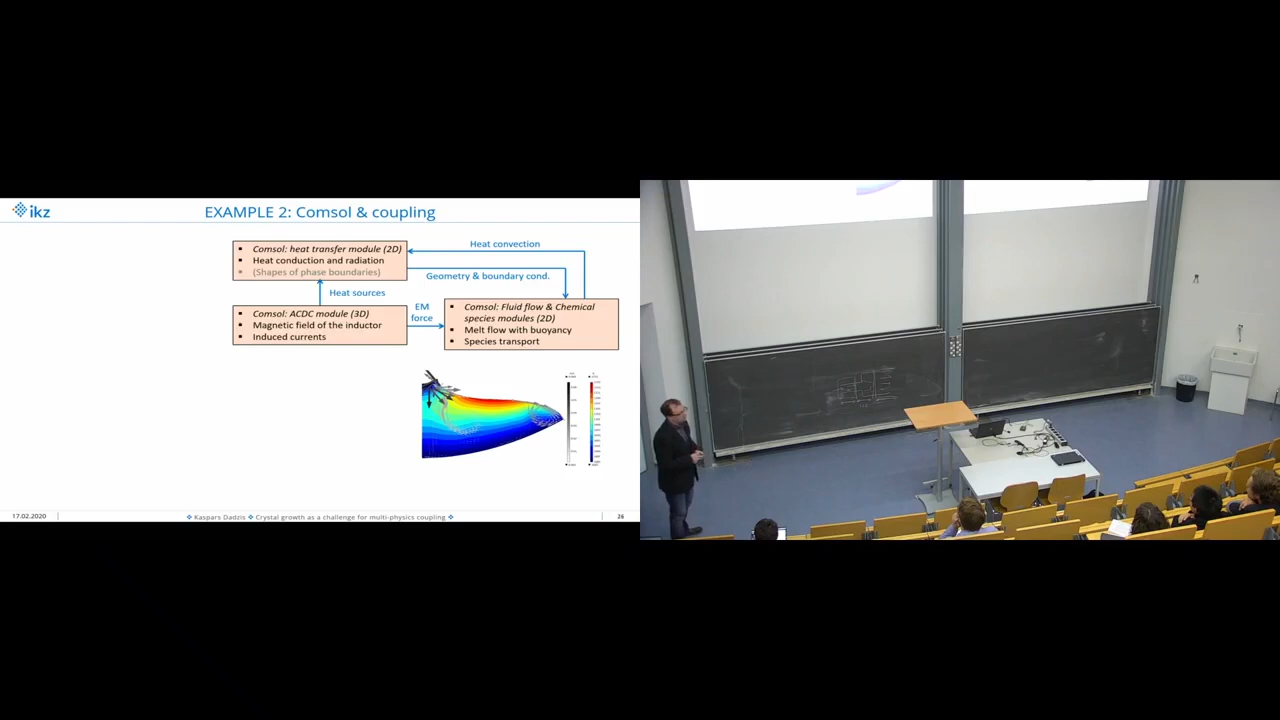 ikz
EXAMPLE 2: Comsol & coupling
Comsol: heat transfer module (2D)
Heat conduction and radiation
(Shapes of phase boundaries)
Heat convection
Geometry & boundary cond.
Heat sources
Comsol: ACDC module (3D)
Magnetic field of the inductor
Induced currents
EM
force
Comsol: Fluid flow & Chemical
species modules (2D)
Melt flow with buoyancy
Species transport
17.02.2020
❖ Kaspars Dadzis ❖ Crystal growth as a challenge for multi-physics coupling ❖
26